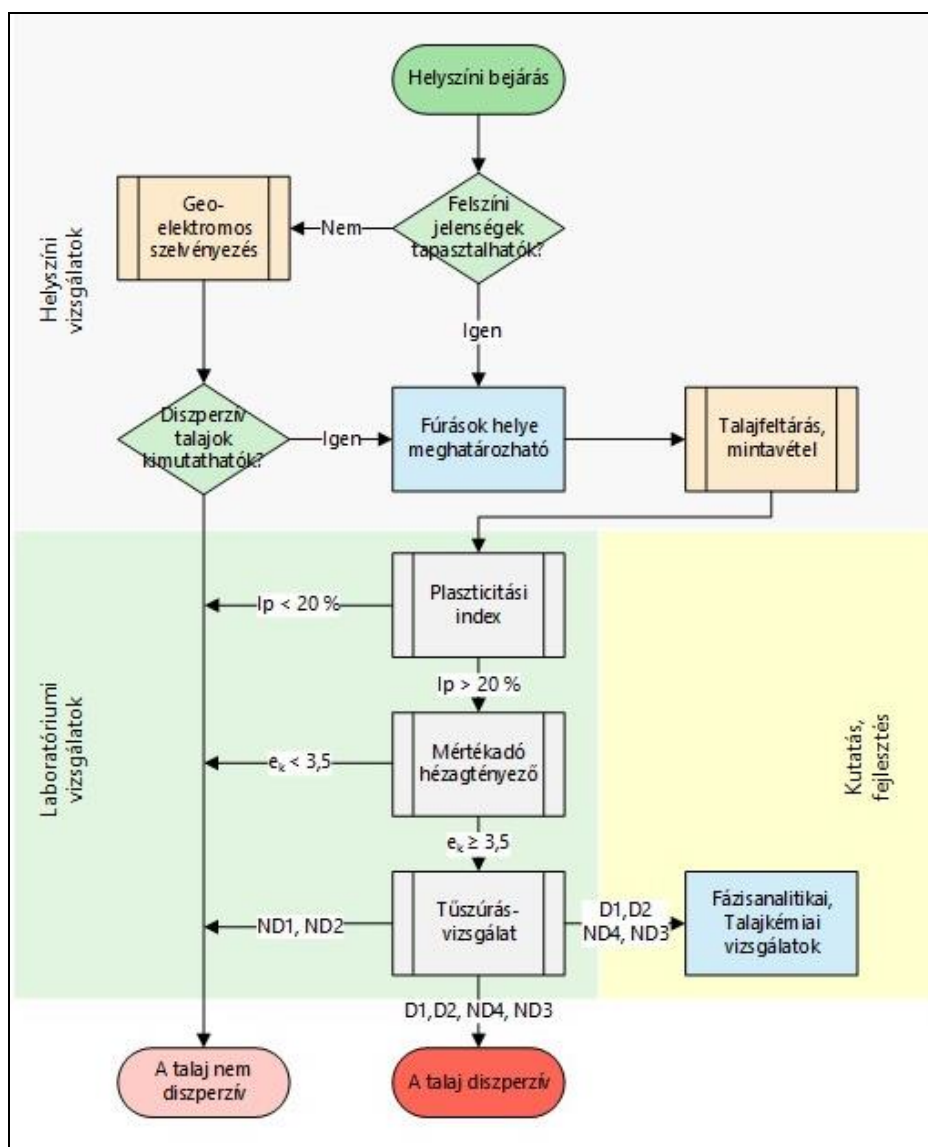 Helyszíni bejárás
Felszíni
jelenségek
tapasztalhatók?
Nem
Geo-
elektromos
szelvényezés
Helyszíni
vizsgálatok
Igen
Diszperzív
talajok
kimutathatók?
Igen
Fúrások helye
meghatározható
Talajfeltárás,
mintavétel
Plaszticitási
index
Ip < 20 %
Ip > 20 %
Laboratóriumi
vizsgálatok
Mértékadó
hézagtényező
eₖ < 3,5
eₖ ≥ 3,5
Kutatás,
fejlesztés
Tűszúrás-
vizsgálat
ND1, ND2
D1,D2
ND4, ND3
Fázisanalitikai,
Talajkémiai
vizsgálatok
D1,D2, ND4, ND3
A talaj nem
diszperzív
A talaj diszperzív